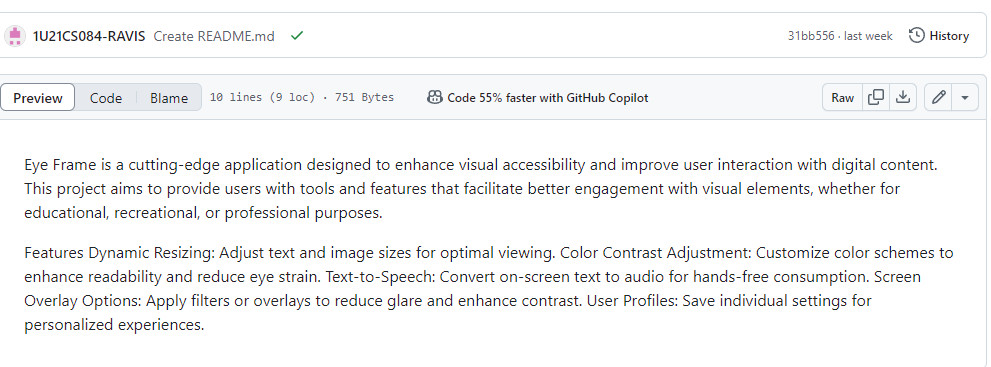 1U21CS084-RAVIS Create README.md 31bb556 · last week History
Preview Code Blame 10 lines (9 loc) · 751 Bytes Code 55% faster with GitHub Copilot Raw
Eye Frame is a cutting-edge application designed to enhance visual accessibility and improve user interaction with digital content.
This project aims to provide users with tools and features that facilitate better engagement with visual elements, whether for
educational, recreational, or professional purposes.
Features Dynamic Resizing: Adjust text and image sizes for optimal viewing. Color Contrast Adjustment: Customize color schemes to
enhance readability and reduce eye strain. Text-to-Speech: Convert on-screen text to audio for hands-free consumption. Screen
Overlay Options: Apply filters or overlays to reduce glare and enhance contrast. User Profiles: Save individual settings for
personalized experiences.